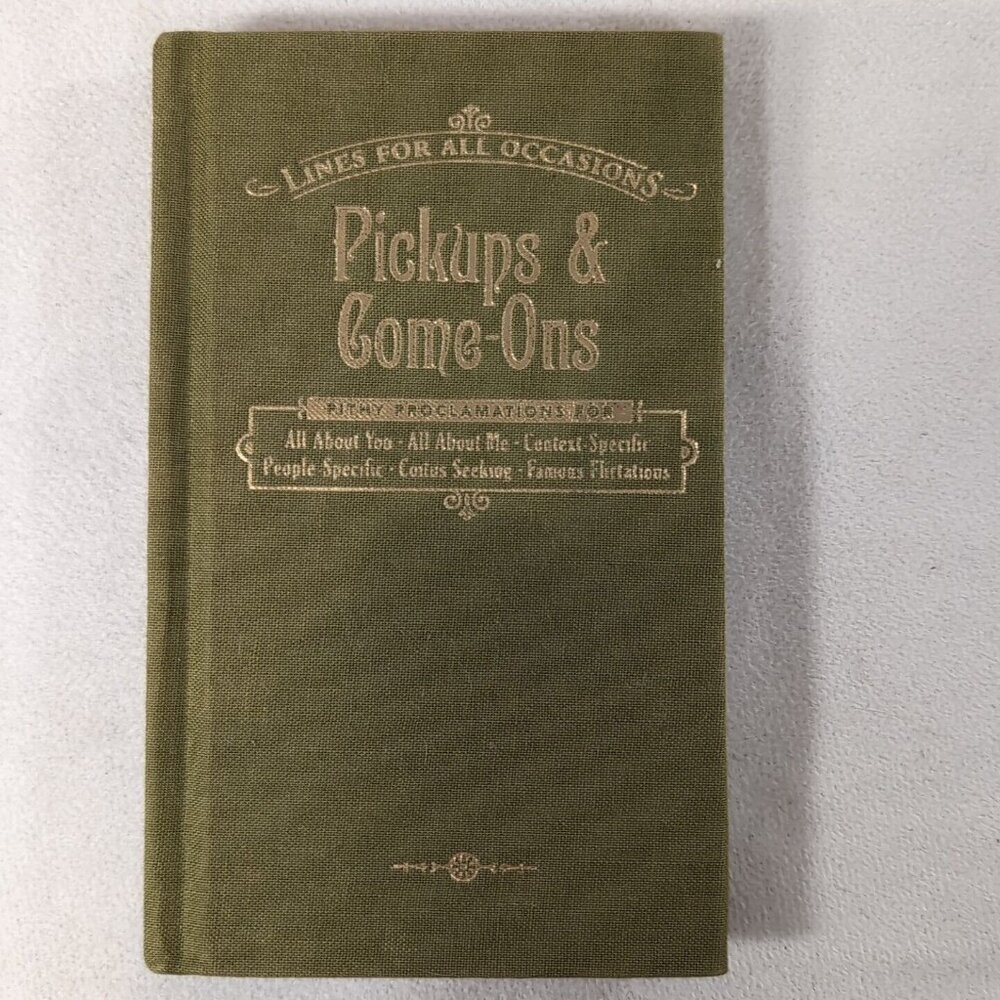 LINES FOR ALL OCCASIONS
Pickups &
Come-Ons
PITHY PROCLAMATIONS FOR
All About You · All About Me · Context Specific
People Specific · Coitus Seeking · Famous Flirtations